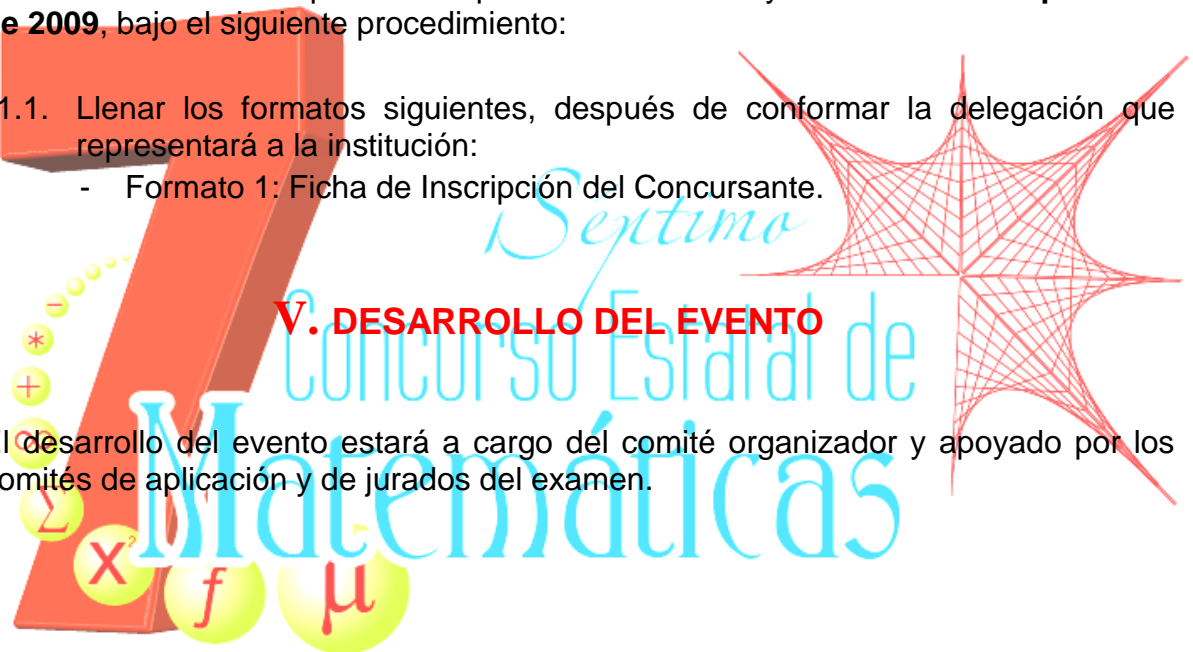 e 2009, bajo el siguiente procedimiento:
1.1. Llenar los formatos siguientes, después de conformar la delegación que
representará a la institución:
- Formato 1: Ficha de Inscripción del Concursante.
Séptimo
V. DESARROLLO DEL EVENTO
Concurso Estatal de
l desarrollo del evento estará a cargo del comité organizador y apoyado por los
omités de aplicación y de jurados del examen.
Matemáticas
7
-
*
+
∞
Σ
X²
f
μ